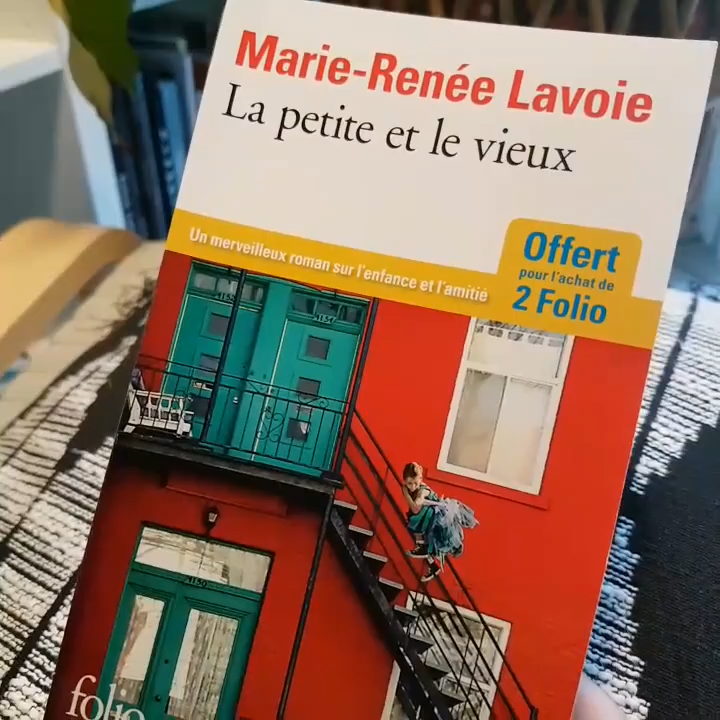 Marie-Renée Lavoie
La petite et le vieux
Un merveilleux roman sur l'enfance et l'amitié
Offert
pour l'achat de
2 Folio
folio